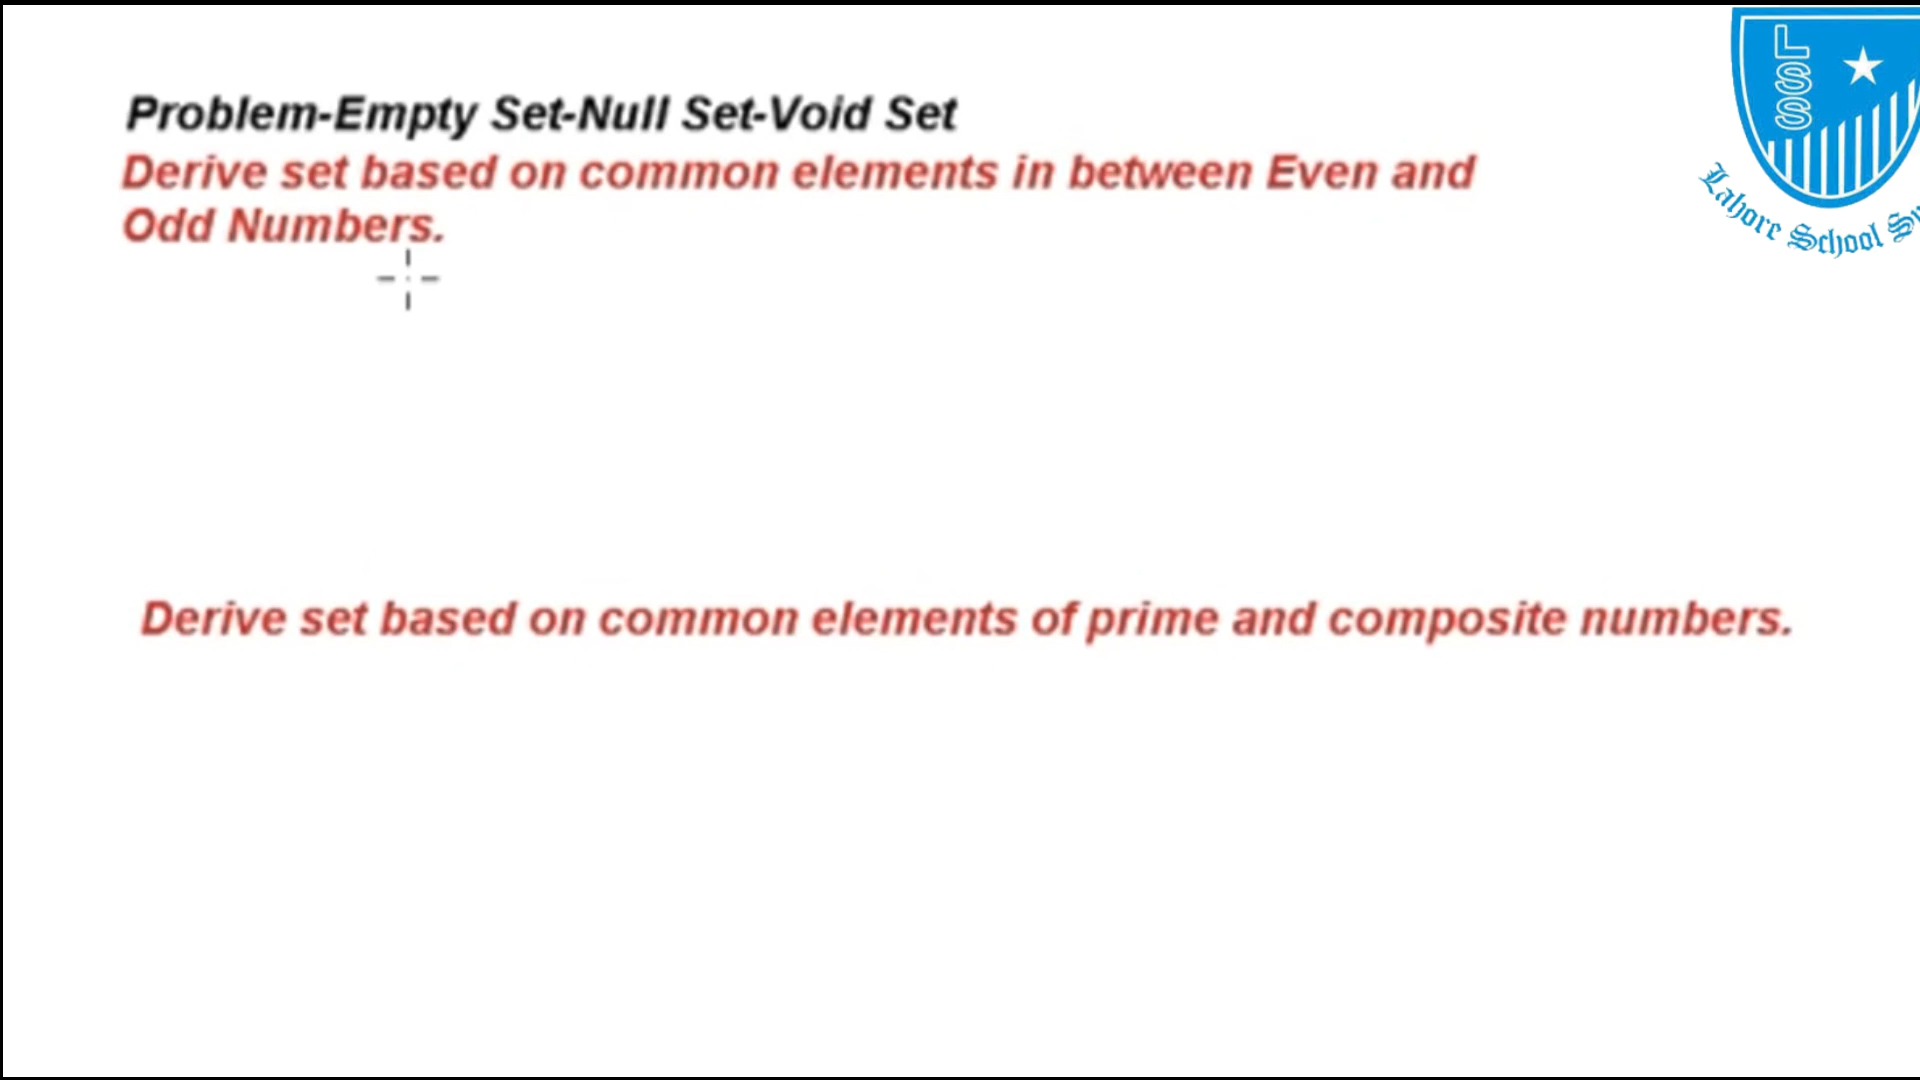 LSS
Lahore School
Problem-Empty Set-Null Set-Void Set
Derive set based on common elements in between Even and
Odd Numbers.
Derive set based on common elements of prime and composite numbers.